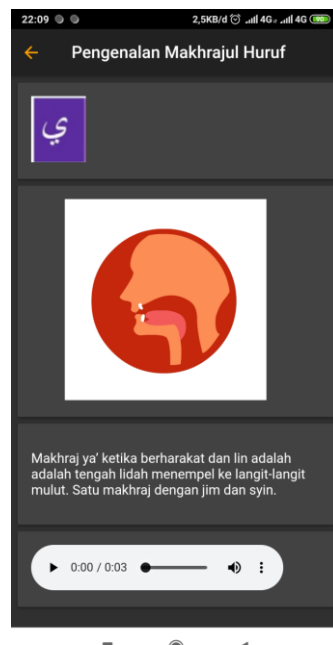 22:09 2,5KB/d 4G 4G 90
Pengenalan Makhrajul Huruf
ي
Makhraj ya’ ketika berharakat dan lin adalah
adalah tengah lidah menempel ke langit-langit
mulut. Satu makhraj dengan jim dan syin.
0:00 / 0:03